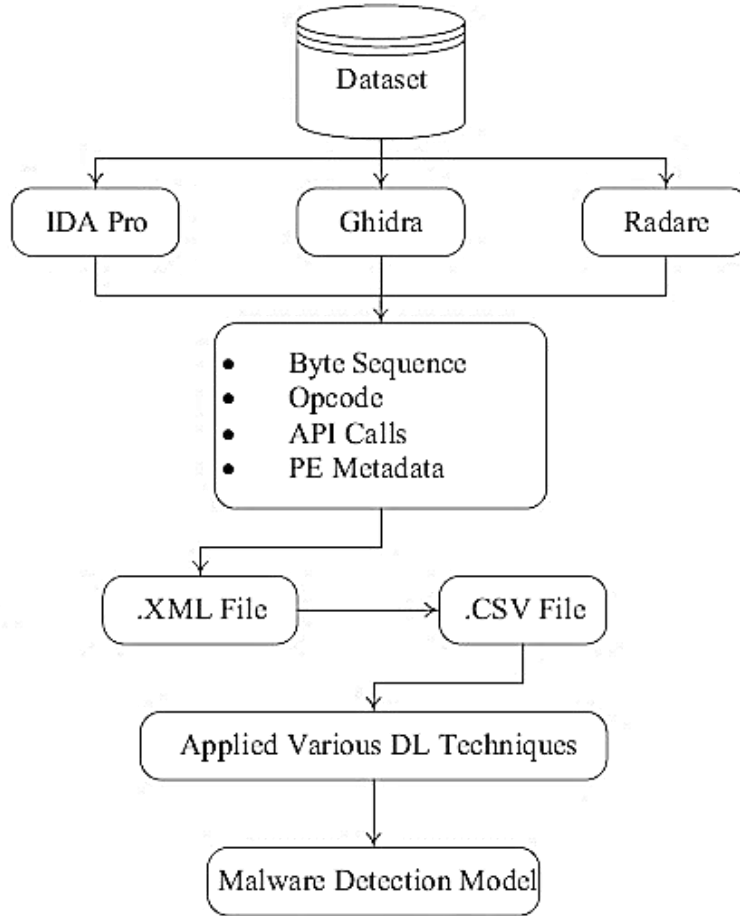 Dataset
IDA Pro
Ghidra
Radare
• Byte Sequence
• Opcode
• API Calls
• PE Metadata
.XML File
.CSV File
Applied Various DL Techniques
Malware Detection Model